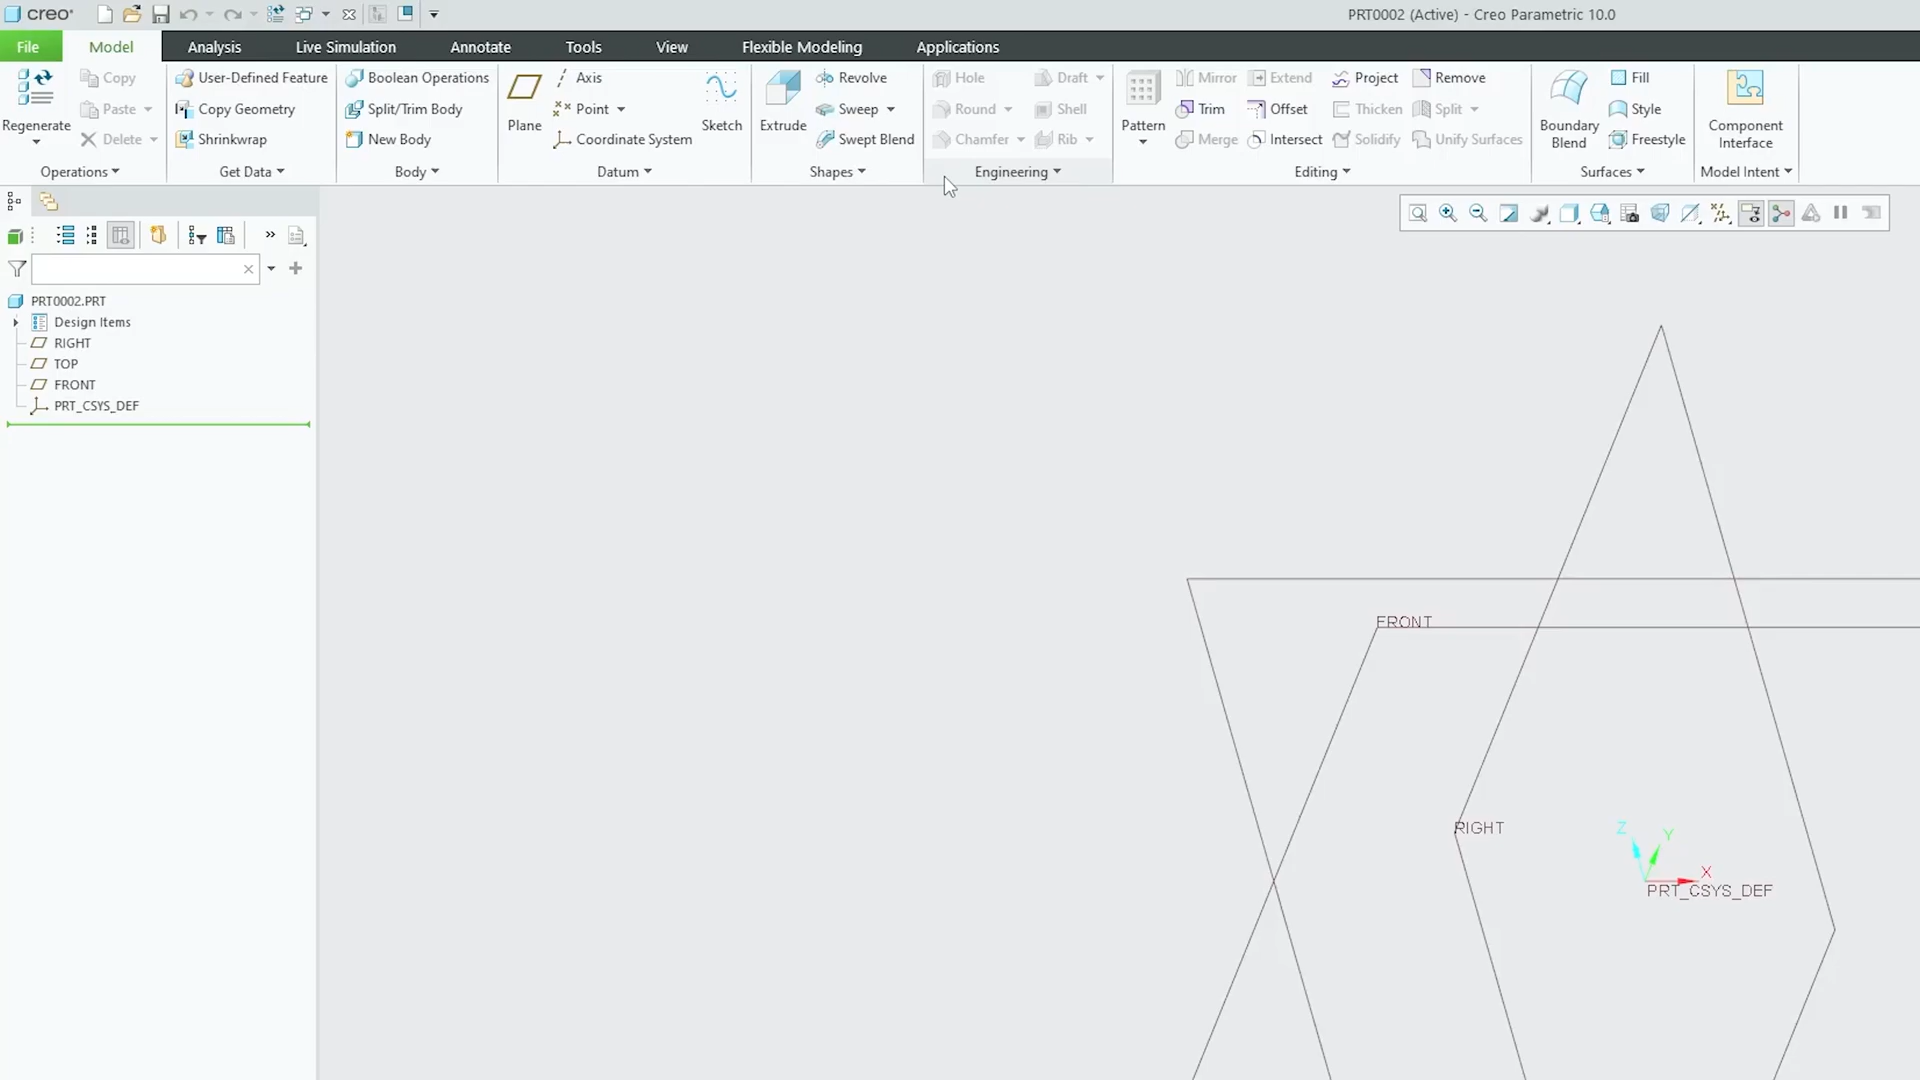 creo
PRT0002 (Active) - Creo Parametric 10.0
File
Model
Analysis
Live Simulation
Annotate
Tools
View
Flexible Modeling
Applications
Regenerate
Copy
Paste
Delete
Operations
User-Defined Feature
Copy Geometry
Shrinkwrap
Get Data
Boolean Operations
Split/Trim Body
New Body
Body
Plane
Axis
Point
Coordinate System
Sketch
Datum
Extrude
Revolve
Sweep
Swept Blend
Shapes
Hole
Round
Chamfer
Draft
Shell
Rib
Engineering
Pattern
Mirror
Trim
Merge
Extend
Offset
Intersect
Project
Thicken
Solidify
Remove
Split
Unify Surfaces
Editing
Boundary
Blend
Fill
Style
Freestyle
Surfaces
Component
Interface
Model Intent
PRT0002.PRT
Design Items
RIGHT
TOP
FRONT
PRT_CSYS_DEF
FRONT
RIGHT
Z
Y
X
PRT_CSYS_DEF